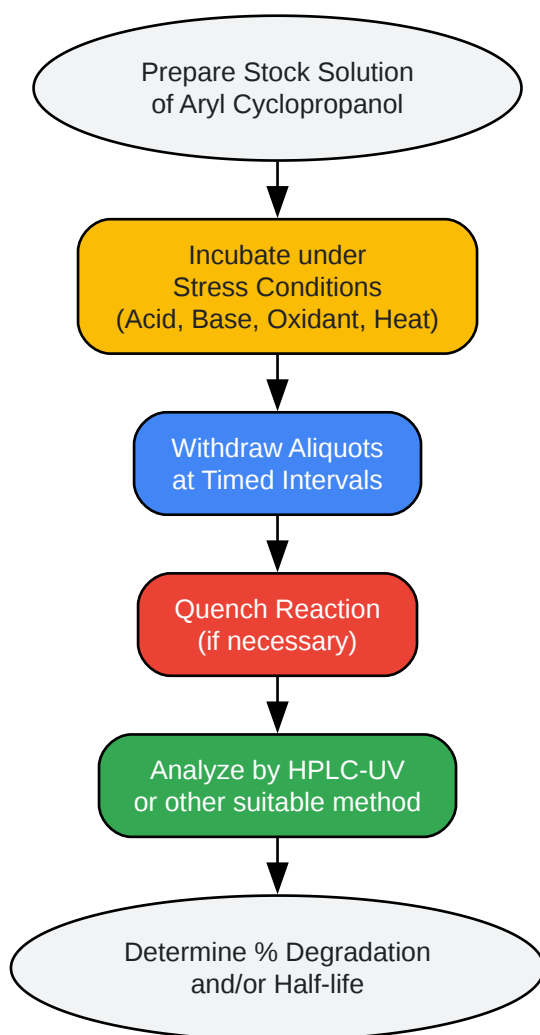 Prepare Stock Solution
of Aryl Cyclopropanol
Incubate under
Stress Conditions
(Acid, Base, Oxidant, Heat)
Withdraw Aliquots
at Timed Intervals
Quench Reaction
(if necessary)
Analyze by HPLC-UV
or other suitable method
Determine % Degradation
and/or Half-life